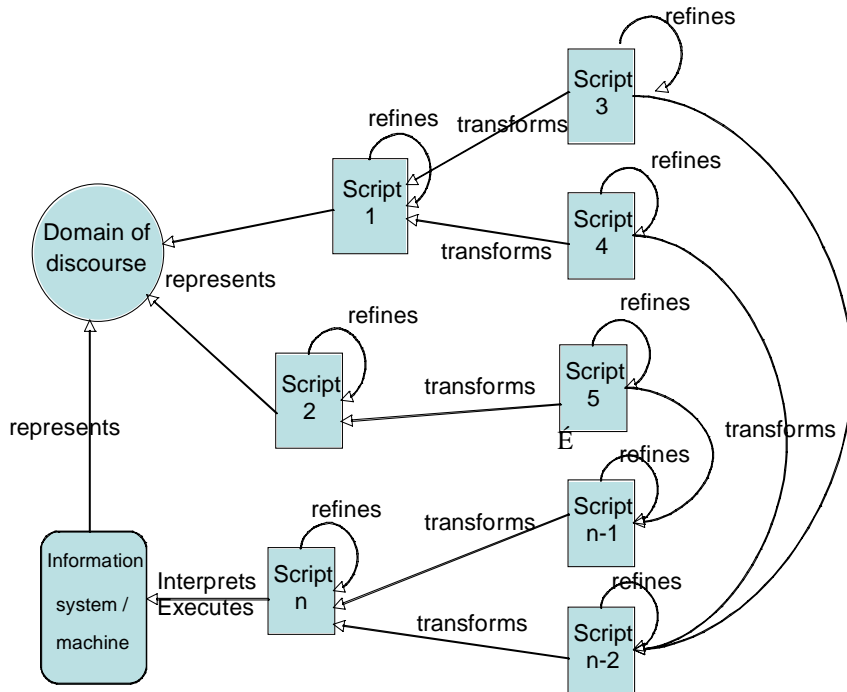 refines
Script
3
refines
transforms
refines
Script
1
Script
4
transforms
Domain of
discourse
represents
refines
refines
Script
2
transforms
Script
5
É
represents
transforms
refines
Script
n-1
refines
transforms
Information
system /
machine
Interprets
Executes
Script
n
refines
transforms
Script
n-2